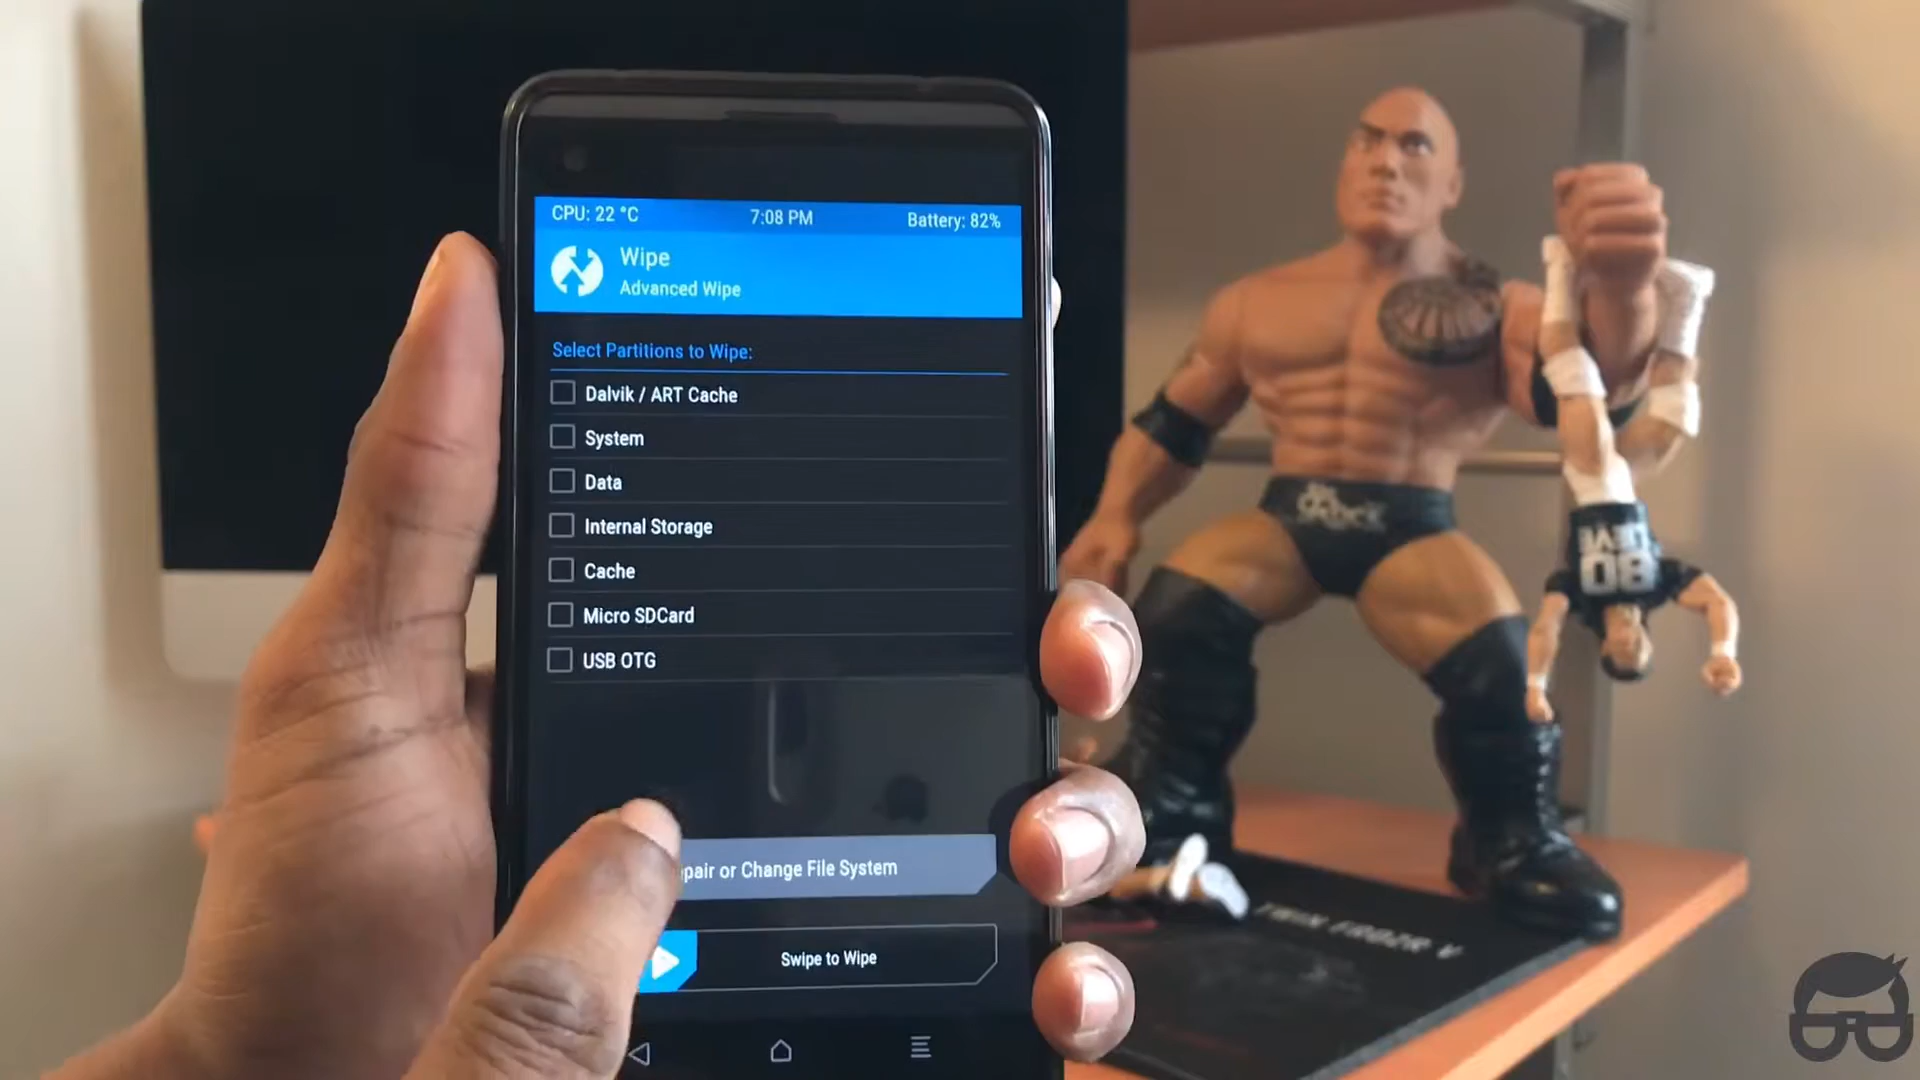 CPU: 22 °C 7:08 PM Battery: 82%
Wipe
Advanced Wipe
Select Partitions to Wipe:
Dalvik / ART Cache
System
Data
Internal Storage
Cache
Micro SDCard
USB OTG
pair or Change File System
Swipe to Wipe